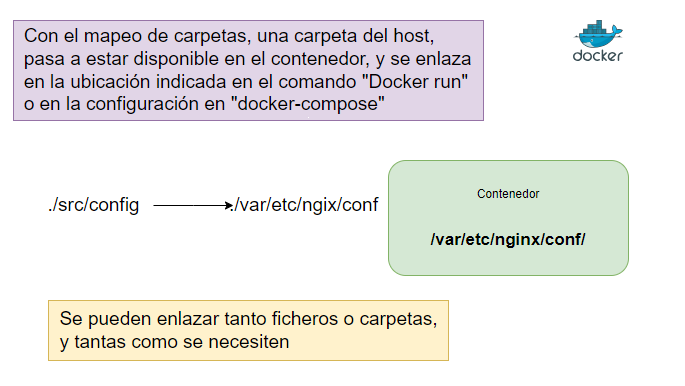 Con el mapeo de carpetas, una carpeta del host,
pasa a estar disponible en el contenedor, y se enlaza
en la ubicación indicada en el comando "Docker run"
o en la configuración en "docker-compose"
docker
./src/config
./var/etc/ngix/conf
Contenedor
/var/etc/nginx/conf/
Se pueden enlazar tanto ficheros o carpetas,
y tantas como se necesiten